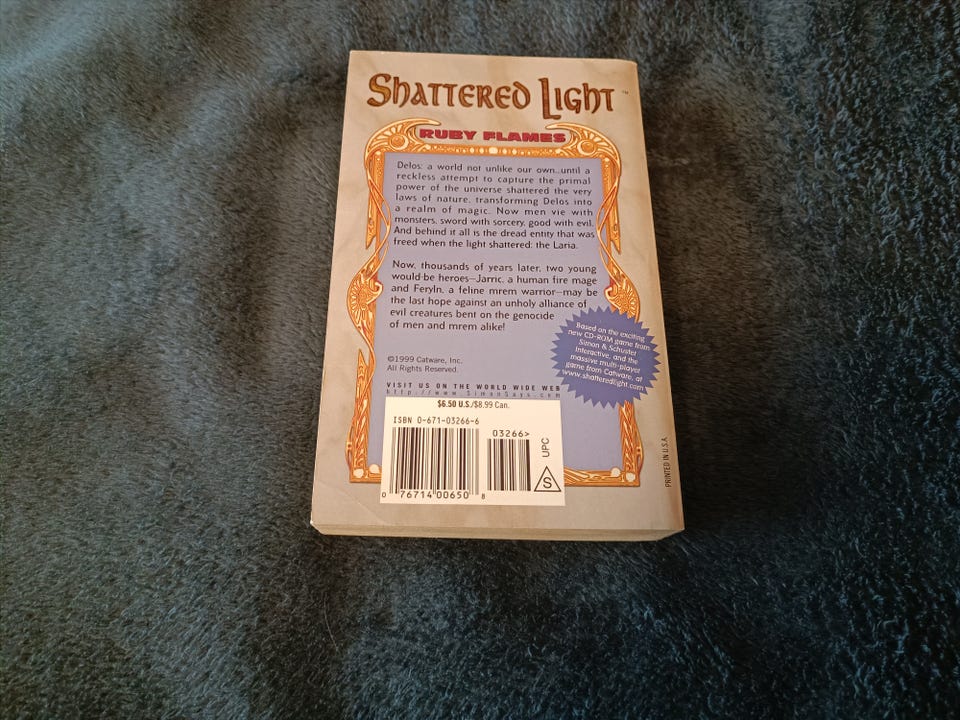 Shattered Light™
RUBY FLAMES
Delos: a world not unlike our own...until a
reckless attempt to capture the primal
power of the universe shattered the very
laws of nature, transforming Delos into
a realm of magic. Now men vie with
monsters, sword with sorcery, good with evil.
And behind it all is the dread entity that was
freed when the light shattered: the Laria.
Now, thousands of years later, two young
would-be heroes—Jarric, a human fire mage
and Feryln, a feline mrem warrior—may be
the last hope against an unholy alliance of
evil creatures bent on the genocide
of men and mrem alike!
Based on the exciting
new CD-ROM game from
Simon & Schuster
Interactive, and the
massive multi-player
game from Catware, at
www.shatteredlight.com
©1999 Catware, Inc.
All Rights Reserved.
VISIT US ON THE WORLD WIDE WEB
http://www.SimonSays.com
$6.50 U.S./$8.99 Can.
ISBN 0-671-03266-6
03266>
UPC
S
0 76714 00650 8
PRINTED IN U.S.A.